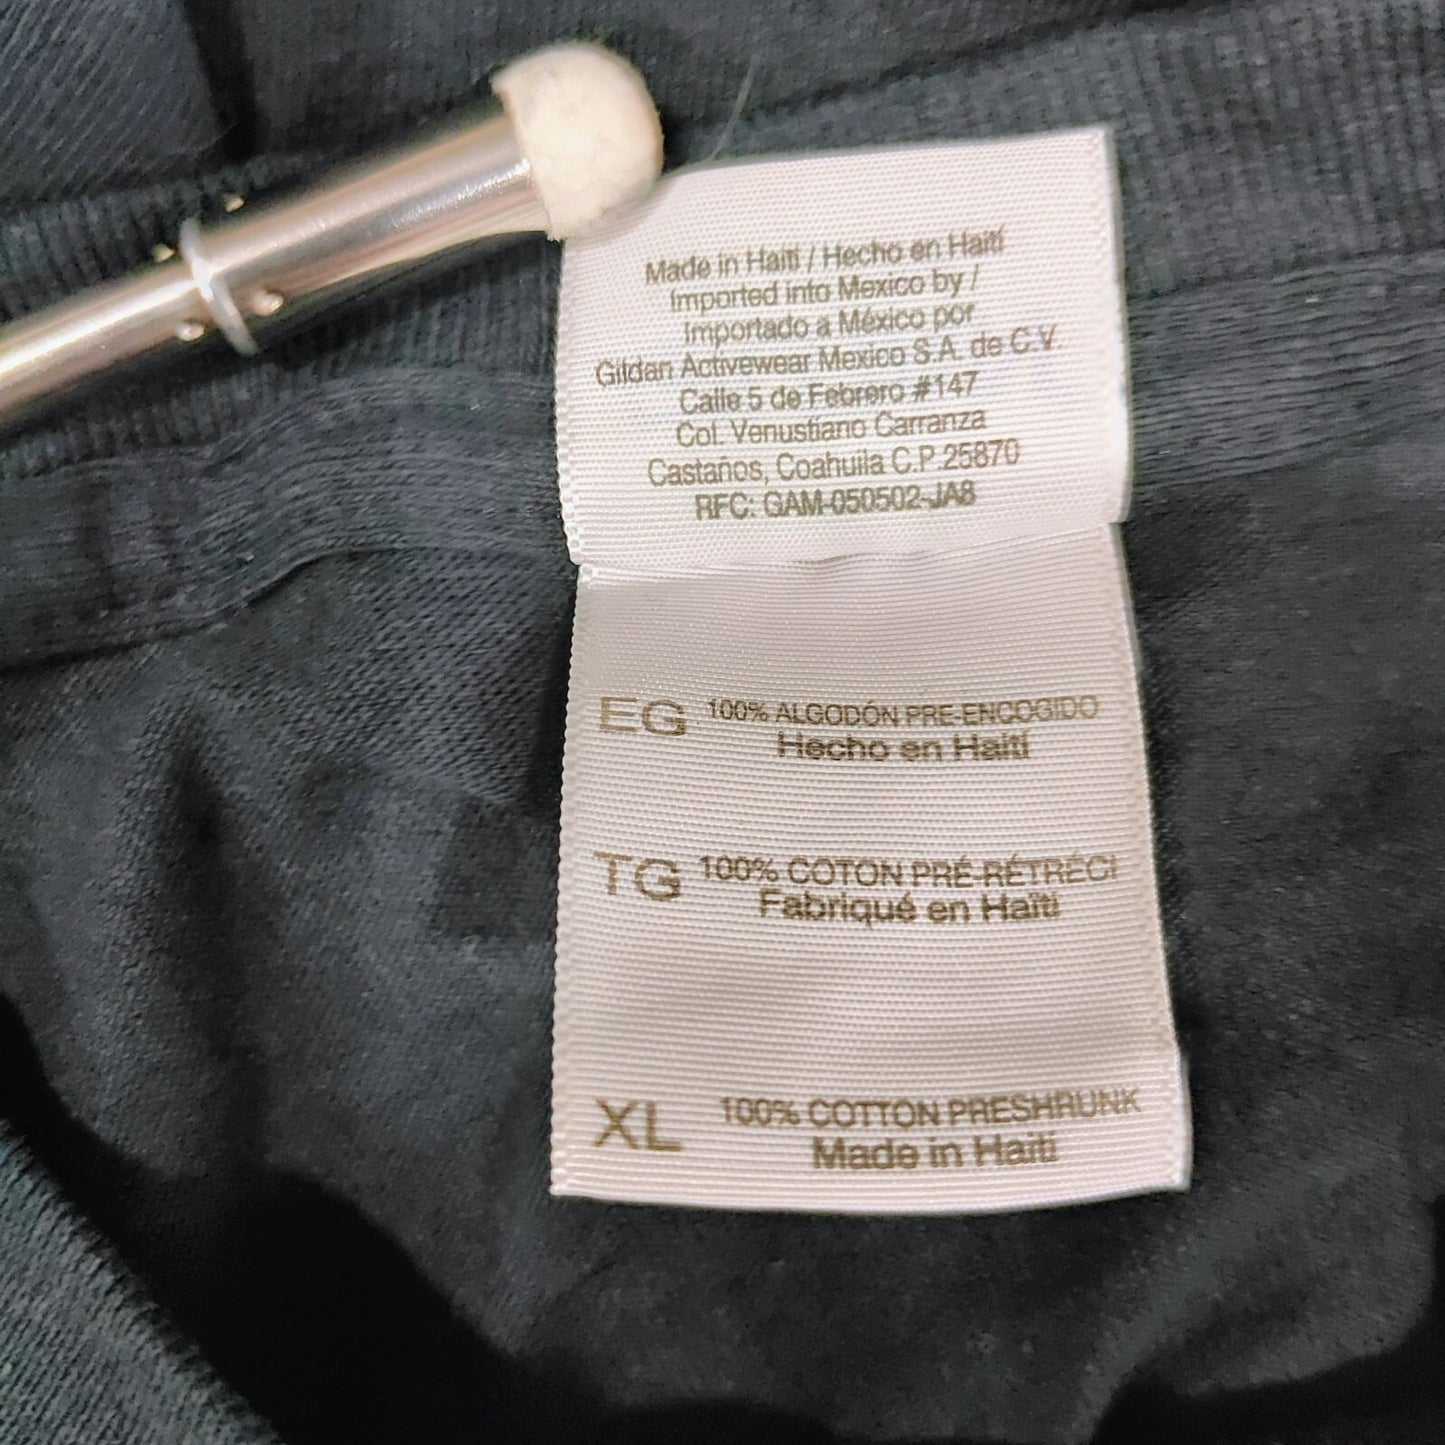 Made in Haiti / Hecho en Haití
Imported into Mexico by /
Importado a México por
Gildan Activewear Mexico S.A. de C.V.
Calle 5 de Febrero #147
Col. Venustiano Carranza
Castaños, Coahuila C.P.25870
RFC: GAM-050502-JA8
EG 100% ALGODÓN PRE-ENCOGIDO
Hecho en Haití
TG 100% COTON PRÉ-RÉTRÉCI
Fabriqué en Haïti
XL 100% COTTON PRESHRUNK
Made in Haiti